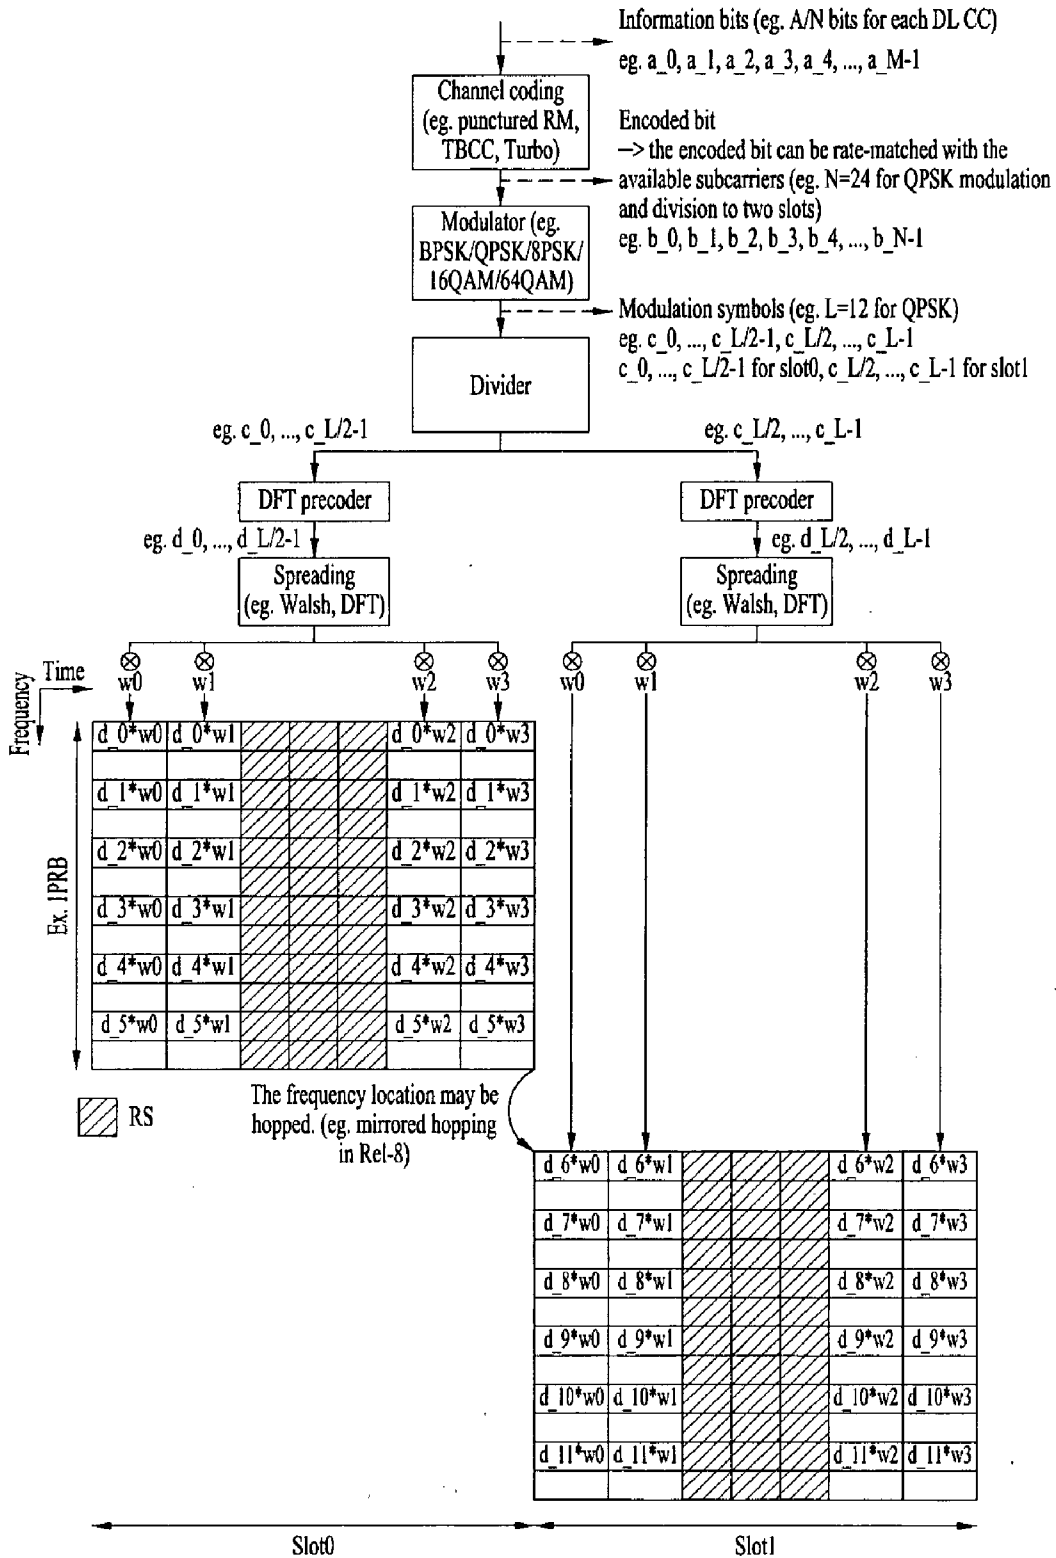 Information bits (eg. A/N bits for each DL CC)
eg. a_0, a_1, a_2, a_3, a_4, ..., a_M-1
Channel coding
(eg. punctured RM,
TBCC, Turbo)
Encoded bit
—> the encoded bit can be rate-matched with the
available subcarriers (eg. N=24 for QPSK modulation
and division to two slots)
eg. b_0, b_1, b_2, b_3, b_4, ..., b_N-1
Modulator (eg.
BPSK/QPSK/8PSK/
16QAM/64QAM)
Modulation symbols (eg. L=12 for QPSK)
eg. c_0, ..., c_L/2-1, c_L/2, ..., c_L-1
c_0, ..., c_L/2-1 for slot0, c_L/2, ..., c_L-1 for slot1
Divider
eg. c_0, ..., c_L/2-1
eg. c_L/2, ..., c_L-1
DFT precoder
DFT precoder
eg. d_0, ..., d_L/2-1
eg. d_L/2, ..., d_L-1
Spreading
(eg. Walsh, DFT)
Spreading
(eg. Walsh, DFT)
Time
Frequency
w0 w1 w2 w3
w0 w1 w2 w3
d_0*w0 d_0*w1 d_0*w2 d_0*w3
d_1*w0 d_1*w1 d_1*w2 d_1*w3
d_2*w0 d_2*w1 d_2*w2 d_2*w3
d_3*w0 d_3*w1 d_3*w2 d_3*w3
d_4*w0 d_4*w1 d_4*w2 d_4*w3
d_5*w0 d_5*w1 d_5*w2 d_5*w3
Ex. 1PRB
RS
The frequency location may be
hopped. (eg. mirrored hopping
in Rel-8)
d_6*w0 d_6*w1 d_6*w2 d_6*w3
d_7*w0 d_7*w1 d_7*w2 d_7*w3
d_8*w0 d_8*w1 d_8*w2 d_8*w3
d_9*w0 d_9*w1 d_9*w2 d_9*w3
d_10*w0 d_10*w1 d_10*w2 d_10*w3
d_11*w0 d_11*w1 d_11*w2 d_11*w3
Slot0
Slot1